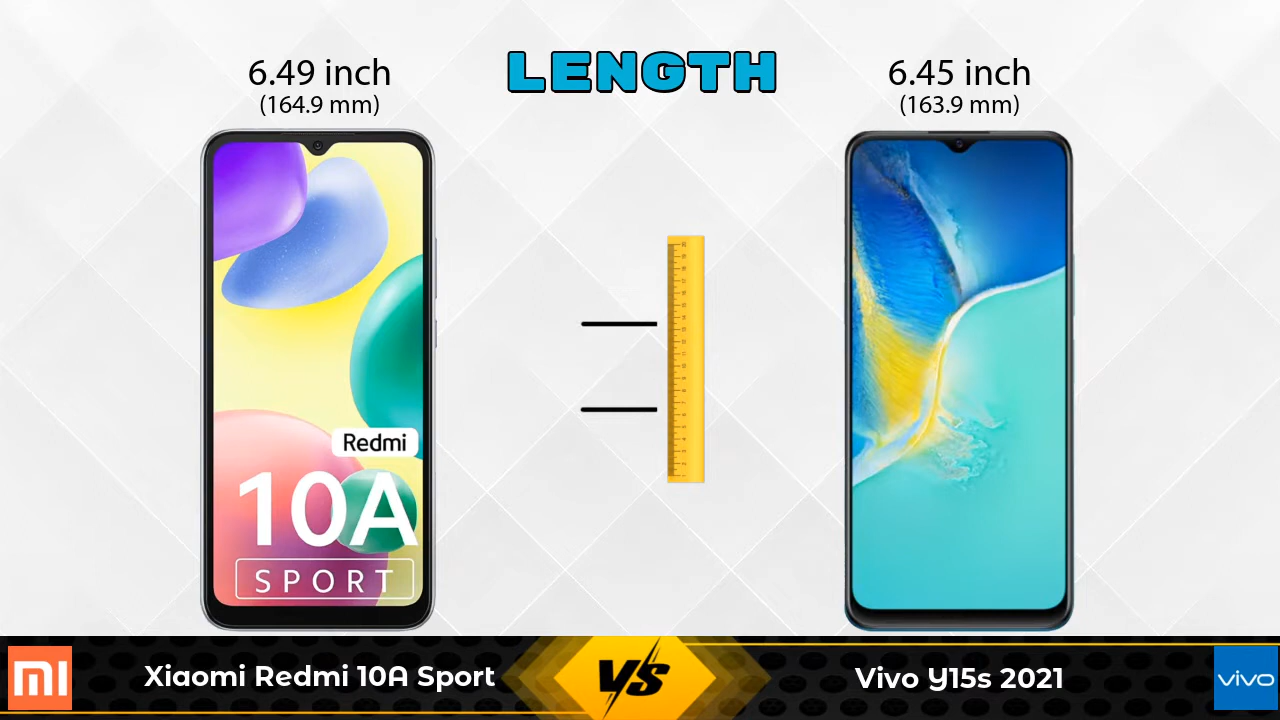 LENGTH
6.49 inch
(164.9 mm)
6.45 inch
(163.9 mm)
Redmi
10A
SPORT
Xiaomi Redmi 10A Sport
VS
Vivo Y15s 2021
vivo